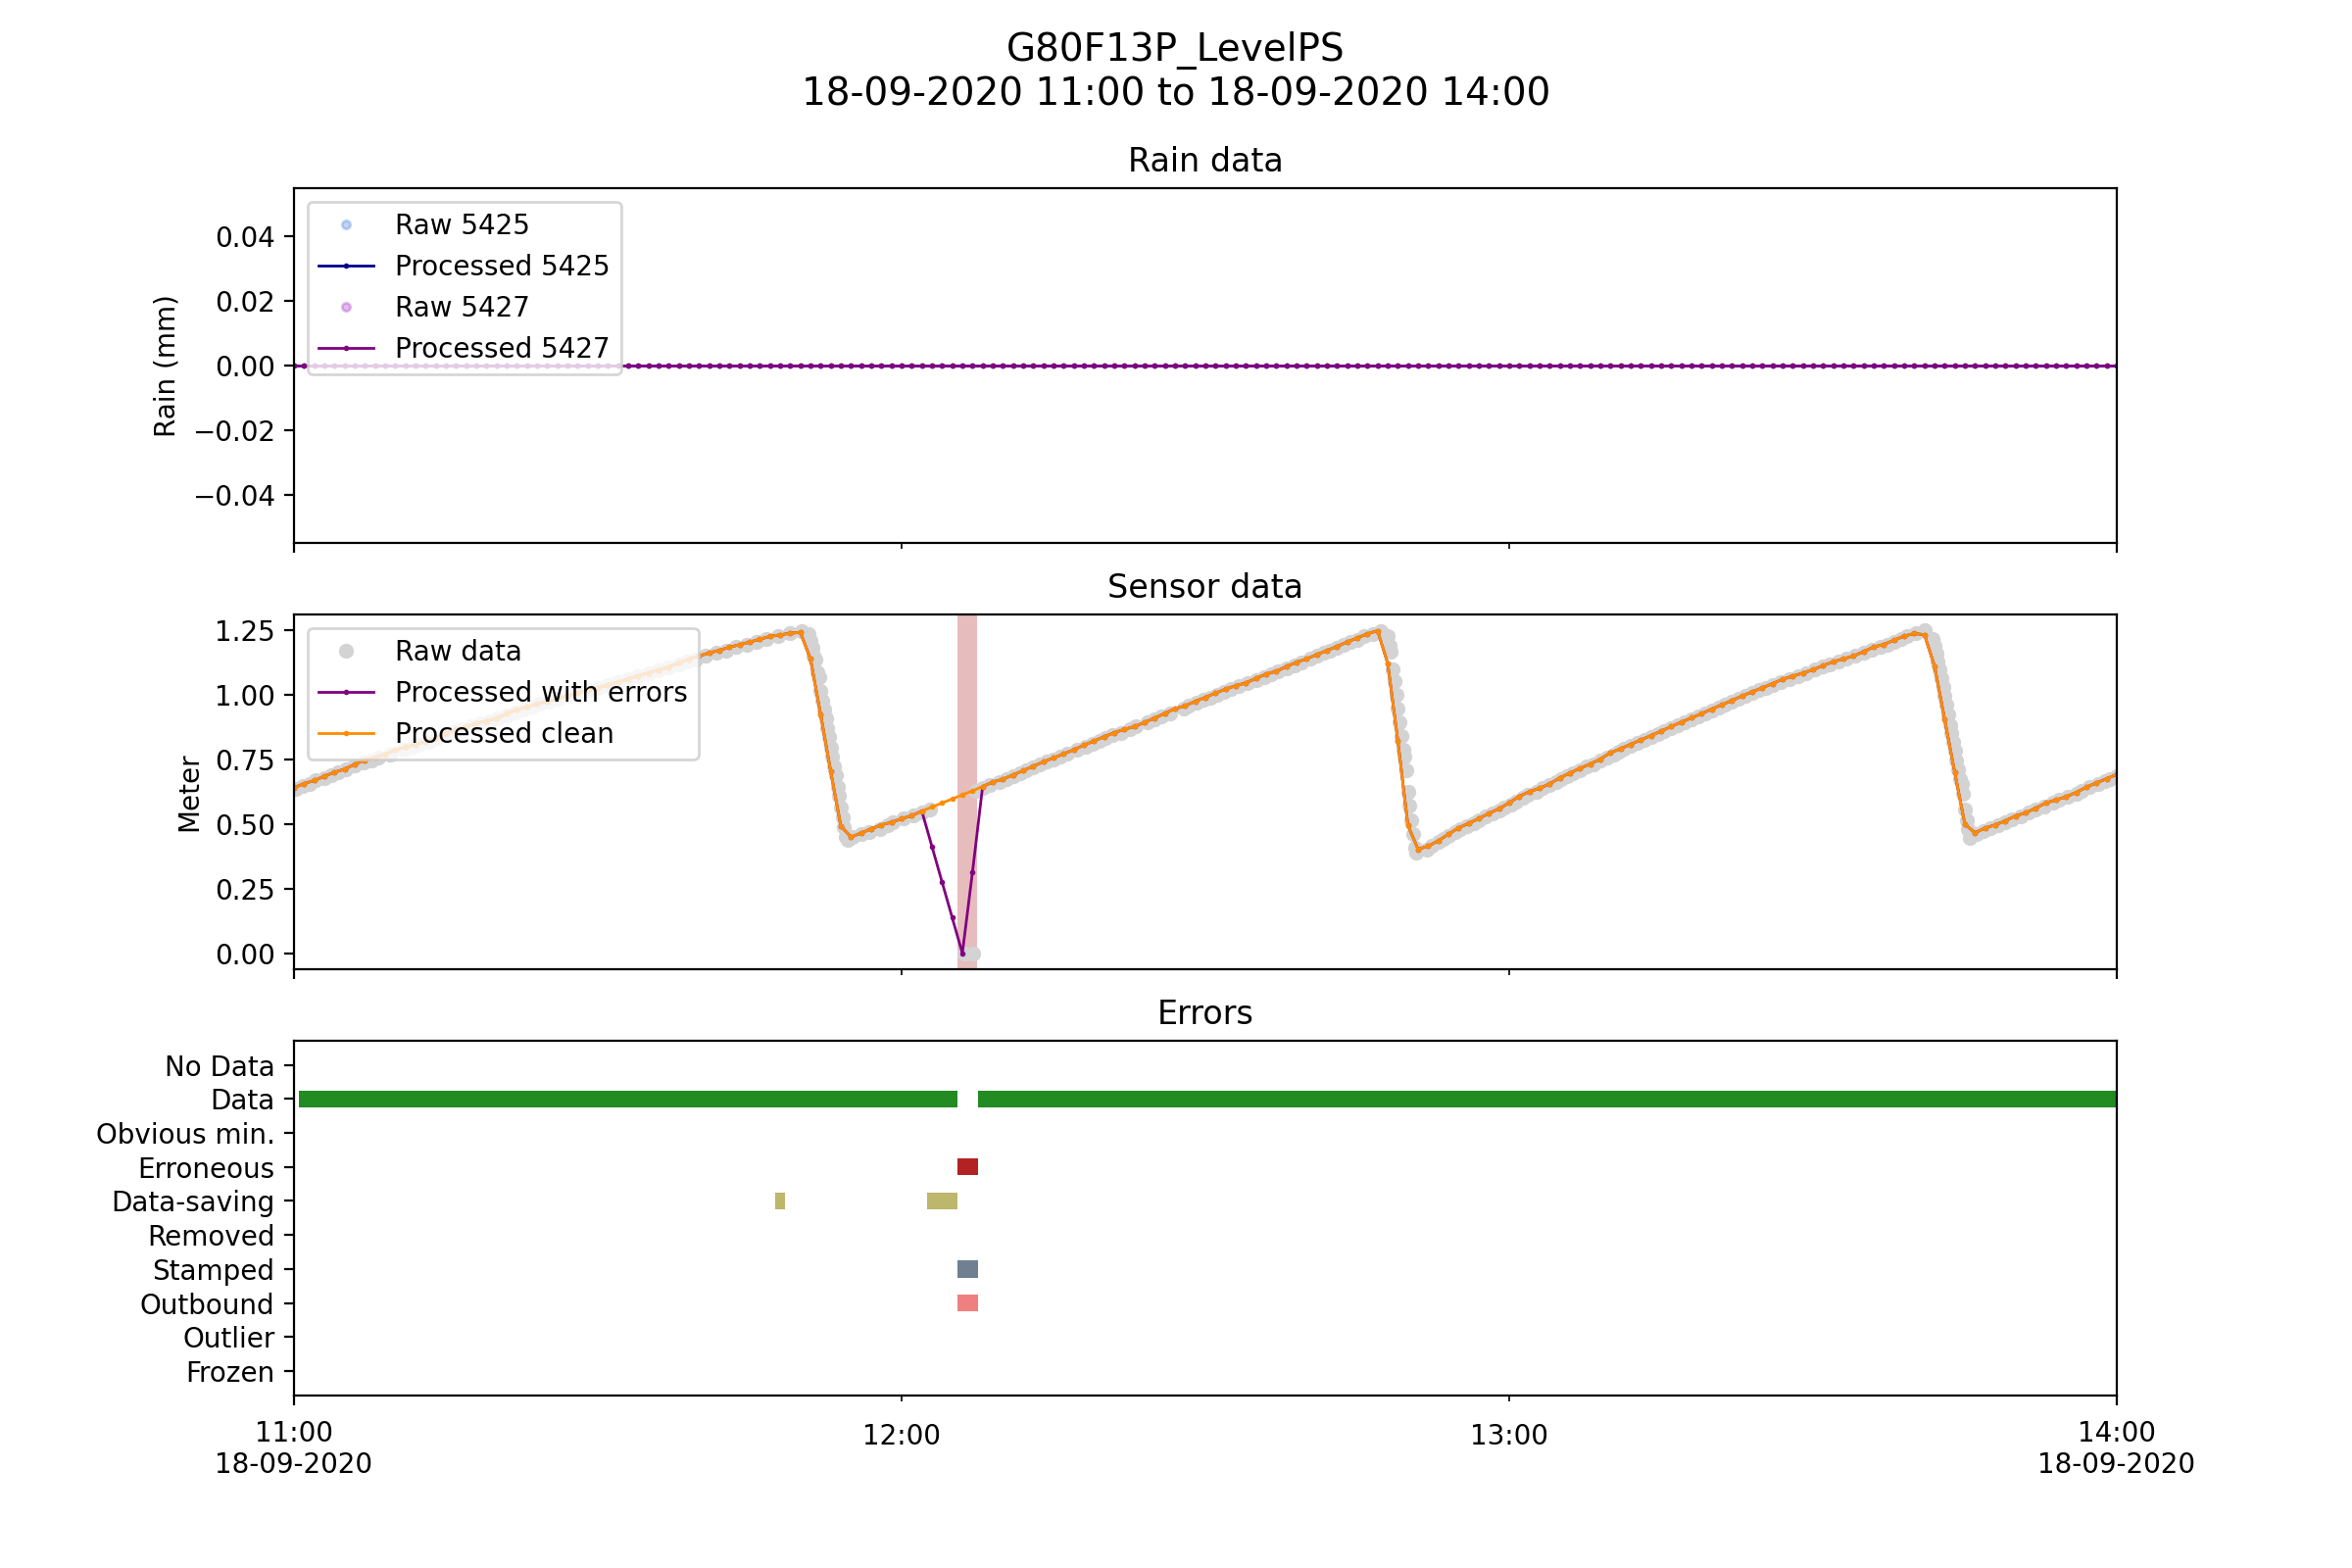 G80F13P_LevelPS
18-09-2020 11:00 to 18-09-2020 14:00
Rain data
Raw 5425
Processed 5425
Raw 5427
Processed 5427
Rain (mm)
0.04
0.02
0.00
−0.02
−0.04
Sensor data
Raw data
Processed with errors
Processed clean
Meter
1.25
1.00
0.75
0.50
0.25
0.00
Errors
No Data
Data
Obvious min.
Erroneous
Data-saving
Removed
Stamped
Outbound
Outlier
Frozen
11:00
18-09-2020
12:00
13:00
14:00
18-09-2020